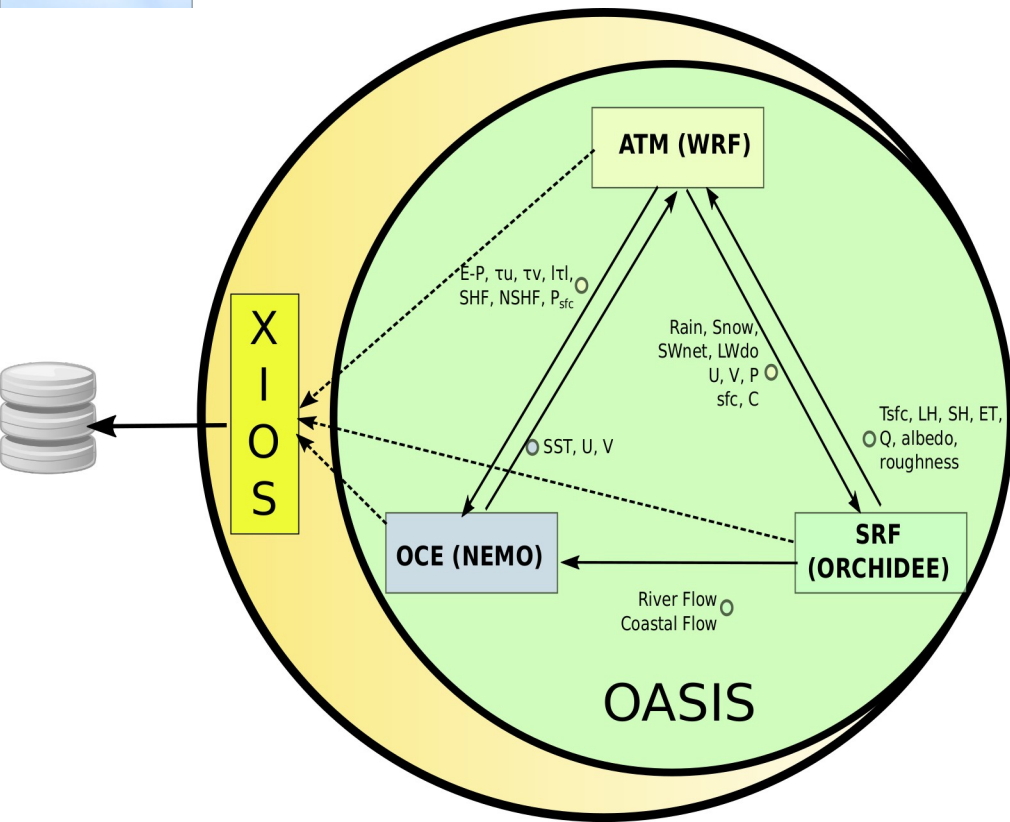 ATM (WRF)
E-P, τu, τv, lτl,
SHF, NSHF, Psfc
Rain, Snow,
SWnet, LWdo
U, V, P
sfc, C
X
I
O
S
Tsfc, LH, SH, ET,
Q, albedo,
roughness
SST, U, V
OCE (NEMO)
SRF
(ORCHIDEE)
River Flow
Coastal Flow
OASIS